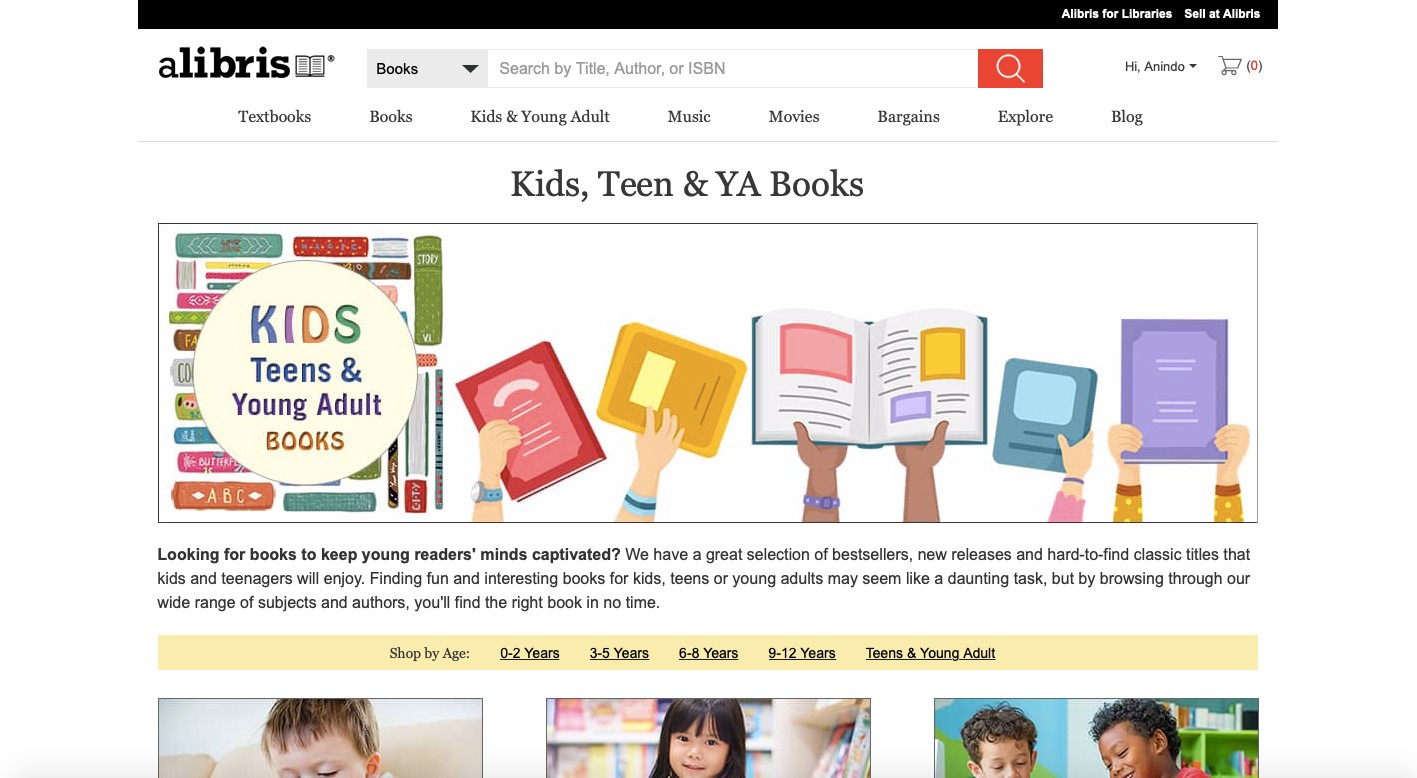 Alibris for Libraries Sell at Alibris
alibris®
Books
Search by Title, Author, or ISBN
Hi, Anindo
(0)
Textbooks Books Kids & Young Adult Music Movies Bargains Explore Blog
Kids, Teen & YA Books
STORY
V.1
KIDS
Teens &
Young Adult
BOOKS
ABC
Looking for books to keep young readers' minds captivated? We have a great selection of bestsellers, new releases and hard-to-find classic titles that
kids and teenagers will enjoy. Finding fun and interesting books for kids, teens or young adults may seem like a daunting task, but by browsing through our
wide range of subjects and authors, you'll find the right book in no time.
Shop by Age: 0-2 Years 3-5 Years 6-8 Years 9-12 Years Teens & Young Adult